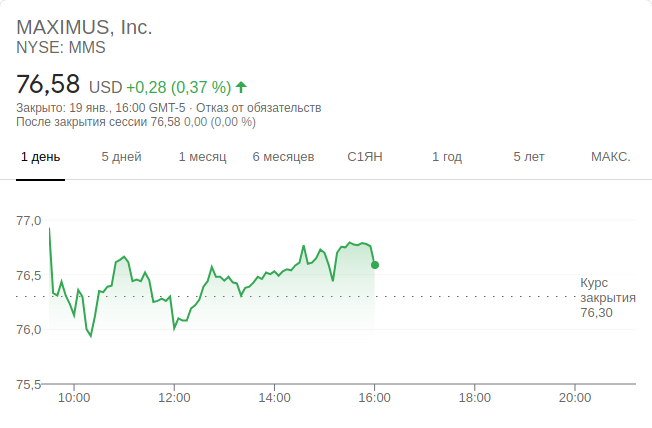 MAXIMUS, Inc.
NYSE: MMS
76,58 USD +0,28 (0,37 %)
Закрыто: 19 янв., 16:00 GMT-5 · Отказ от обязательств
После закрытия сессии 76,58 0,00 (0,00 %)
1 день 5 дней 1 месяц 6 месяцев С1ЯН 1 год 5 лет МАКС.
77,0
76,5
Курс
закрытия
76,30
76,0
75,5
10:00 12:00 14:00 16:00 18:00 20:00